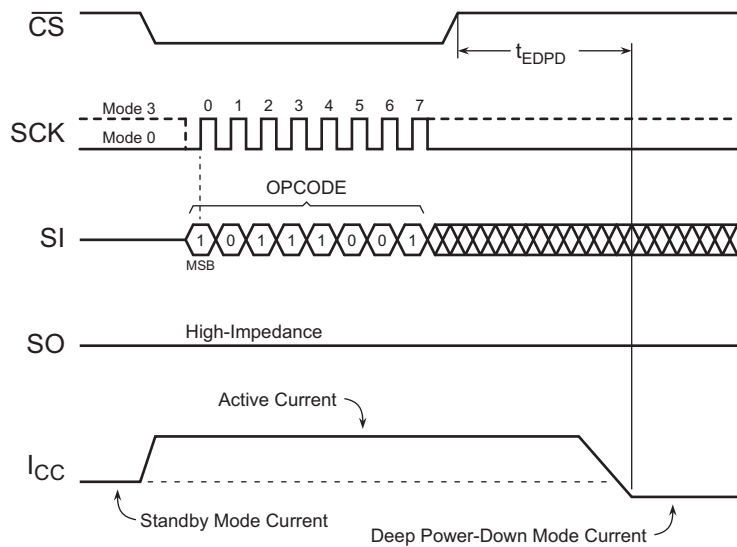 CS
tEDPD
Mode 3
0 1 2 3 4 5 6 7
SCK
Mode 0
OPCODE
SI
1 0 1 1 1 0 0 1
MSB
High-Impedance
SO
Active Current
ICC
Standby Mode Current
Deep Power-Down Mode Current